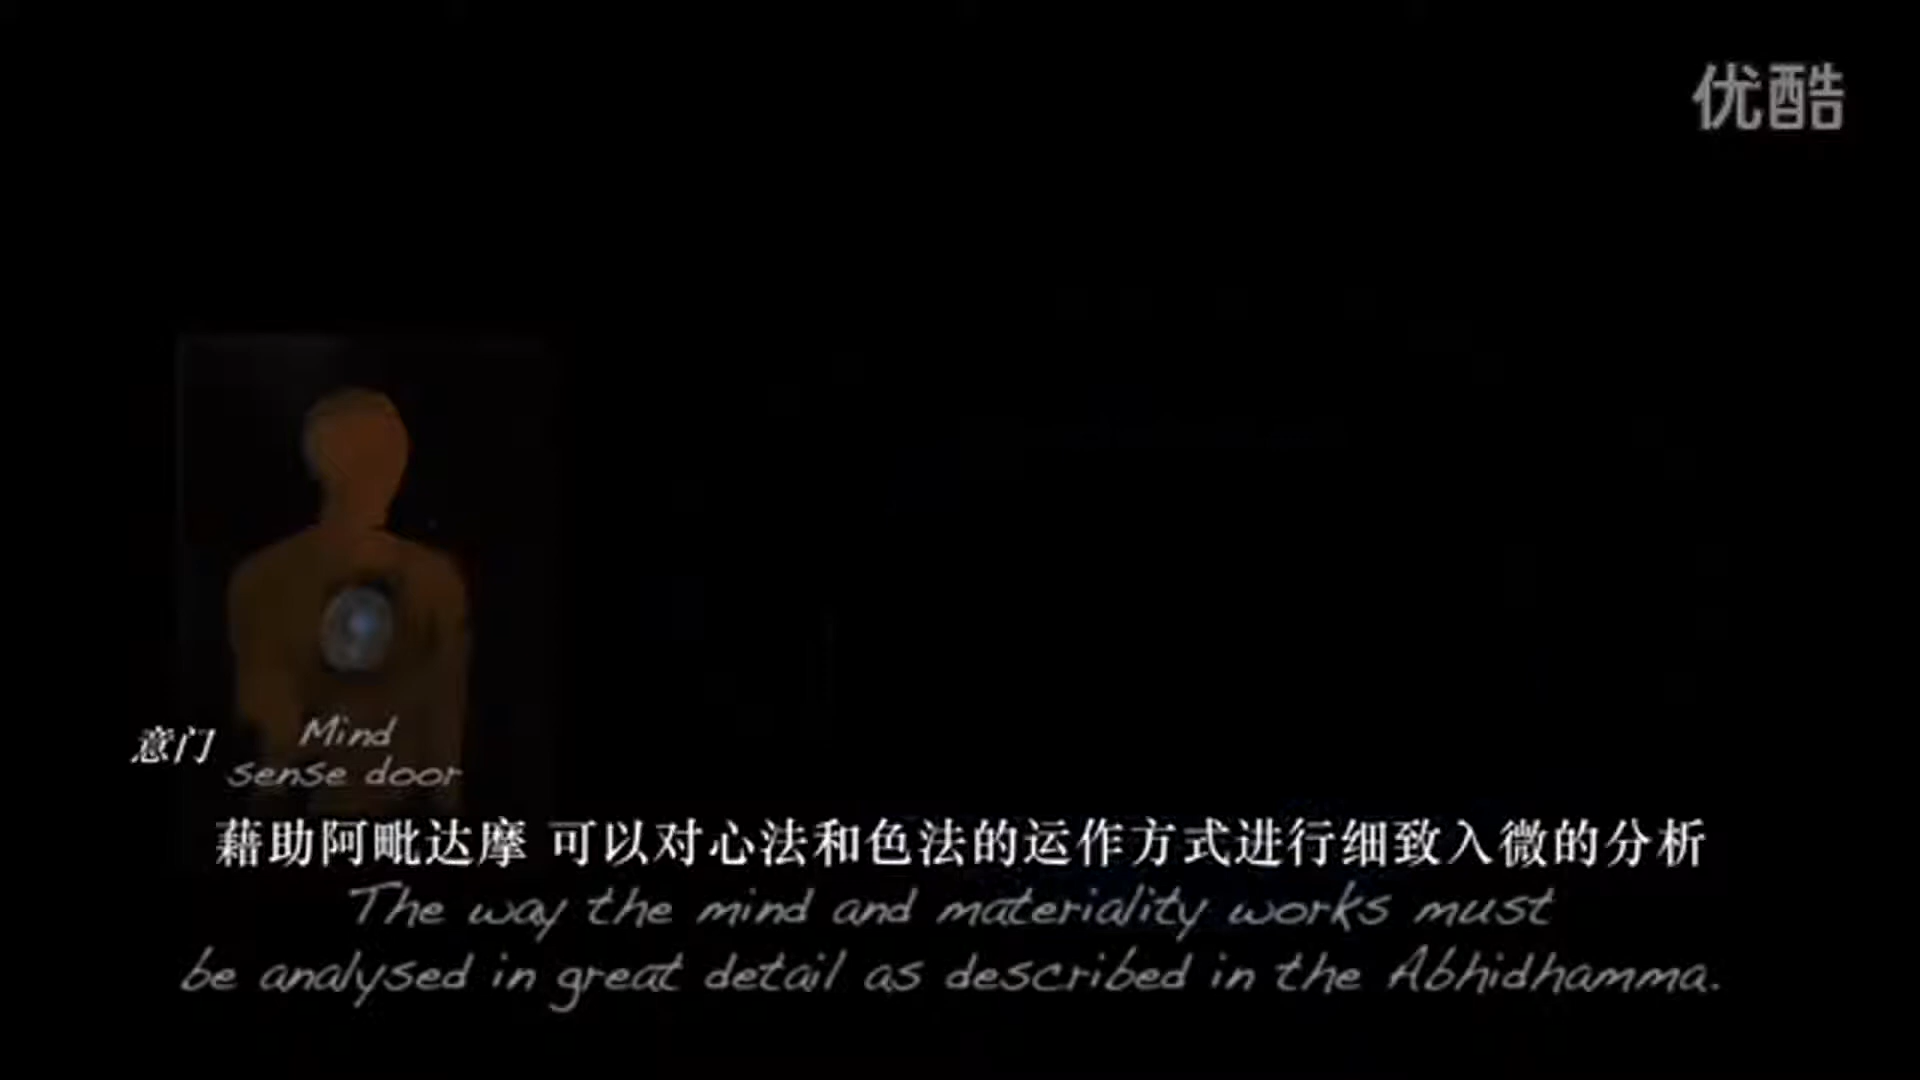 优酷
意门
Mind
sense door
藉助阿毗达摩 可以对心法和色法的运作方式进行细致入微的分析
The way the mind and materiality works must
be analysed in great detail as described in the Abhidhamma.